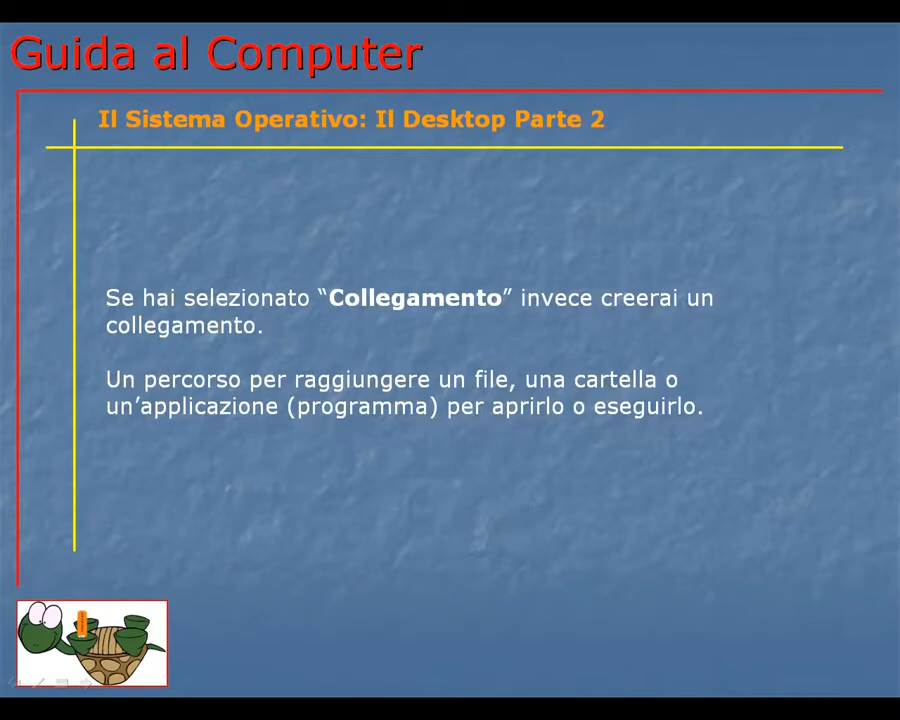 Guida al Computer
Il Sistema Operativo: Il Desktop Parte 2
Se hai selezionato “Collegamento” invece creerai un
collegamento.
Un percorso per raggiungere un file, una cartella o
un’applicazione (programma) per aprirlo o eseguirlo.